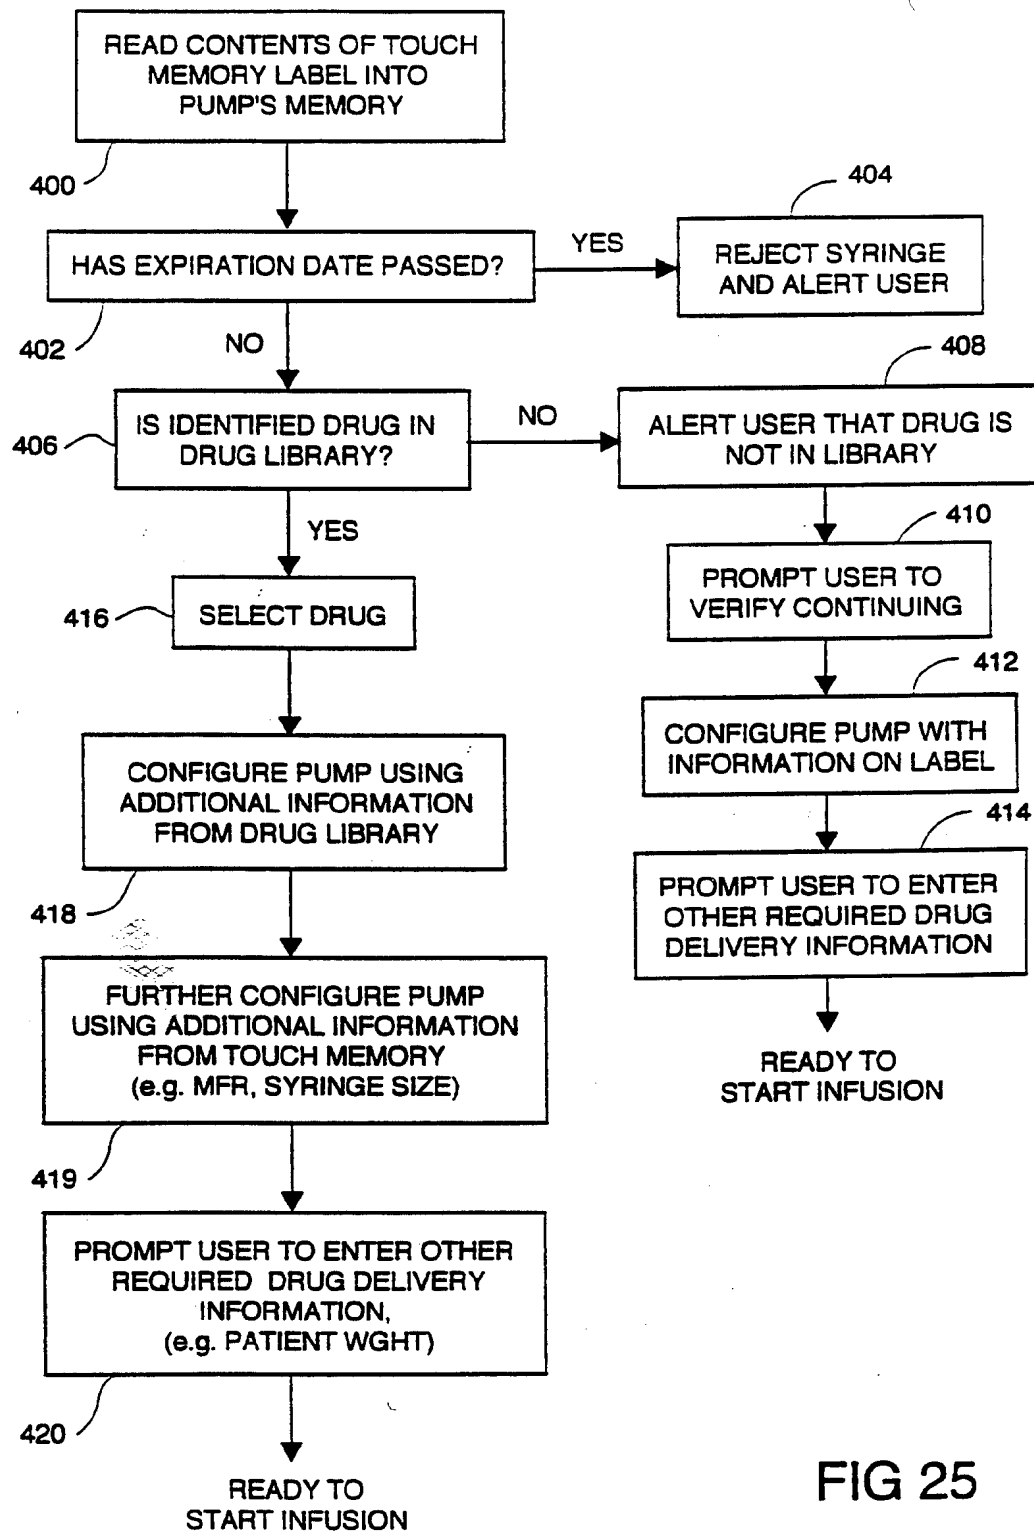 READ CONTENTS OF TOUCH
MEMORY LABEL INTO
PUMP'S MEMORY
400
HAS EXPIRATION DATE PASSED?
402
YES
404
REJECT SYRINGE
AND ALERT USER
NO
406
IS IDENTIFIED DRUG IN
DRUG LIBRARY?
NO
408
ALERT USER THAT DRUG IS
NOT IN LIBRARY
410
PROMPT USER TO
VERIFY CONTINUING
412
CONFIGURE PUMP WITH
INFORMATION ON LABEL
414
PROMPT USER TO ENTER
OTHER REQUIRED DRUG
DELIVERY INFORMATION
READY TO
START INFUSION
YES
416
SELECT DRUG
CONFIGURE PUMP USING
ADDITIONAL INFORMATION
FROM DRUG LIBRARY
418
FURTHER CONFIGURE PUMP
USING ADDITIONAL INFORMATION
FROM TOUCH MEMORY
(e.g. MFR, SYRINGE SIZE)
419
PROMPT USER TO ENTER OTHER
REQUIRED DRUG DELIVERY
INFORMATION,
(e.g. PATIENT WGHT)
420
READY TO
START INFUSION
FIG 25